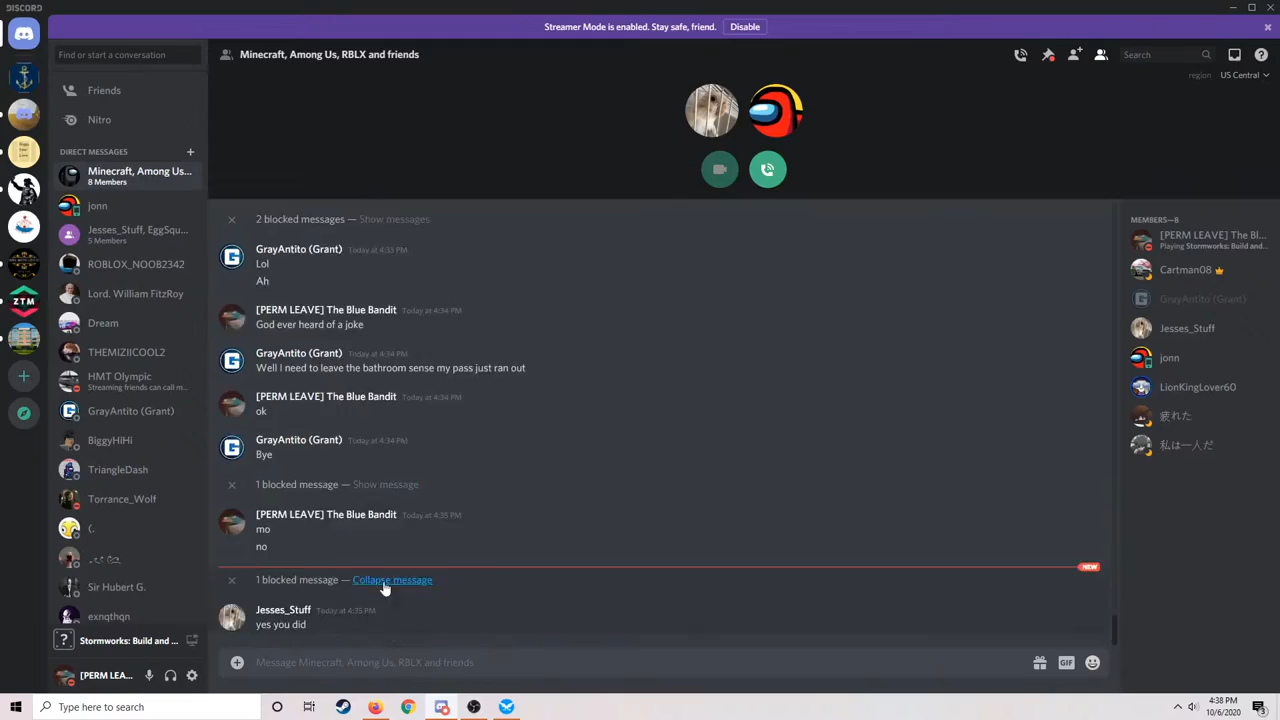 DISCORD
Streamer Mode is enabled. Stay safe, friend.
Disable
Find or start a conversation
Minecraft, Among Us, RBLX and friends
Search
region
US Central
Friends
Nitro
DIRECT MESSAGES
Minecraft, Among Us...
8 Members
jonn
Jesses_Stuff, EggSqu...
5 Members
ROBLOX_NOOB2342
Lord. William FitzRoy
Dream
THEMIZIICOOL2
HMT Olympic
Streaming friends can call m...
GrayAntito (Grant)
BiggyHiHi
TriangleDash
Torrance_Wolf
(.
Sir Hubert G.
exnqthqn
Stormworks: Build and ...
[PERM LEA...
ZTM
2 blocked messages — Show messages
GrayAntito (Grant) Today at 4:33 PM
Lol
Ah
[PERM LEAVE] The Blue Bandit Today at 4:34 PM
God ever heard of a joke
GrayAntito (Grant) Today at 4:34 PM
Well I need to leave the bathroom sense my pass just ran out
[PERM LEAVE] The Blue Bandit Today at 4:34 PM
ok
GrayAntito (Grant) Today at 4:34 PM
Bye
1 blocked message — Show message
[PERM LEAVE] The Blue Bandit Today at 4:35 PM
mo
no
NEW
1 blocked message — Collapse message
Jesses_Stuff Today at 4:35 PM
yes you did
Message Minecraft, Among Us, RBLX and friends
GIF
MEMBERS—8
[PERM LEAVE] The Bl...
Playing Stormworks: Build and...
Cartman08
GrayAntito (Grant)
Jesses_Stuff
jonn
LionKingLover60
疲れた
私は一人だ
Type here to search
4:38 PM
10/6/2020
3